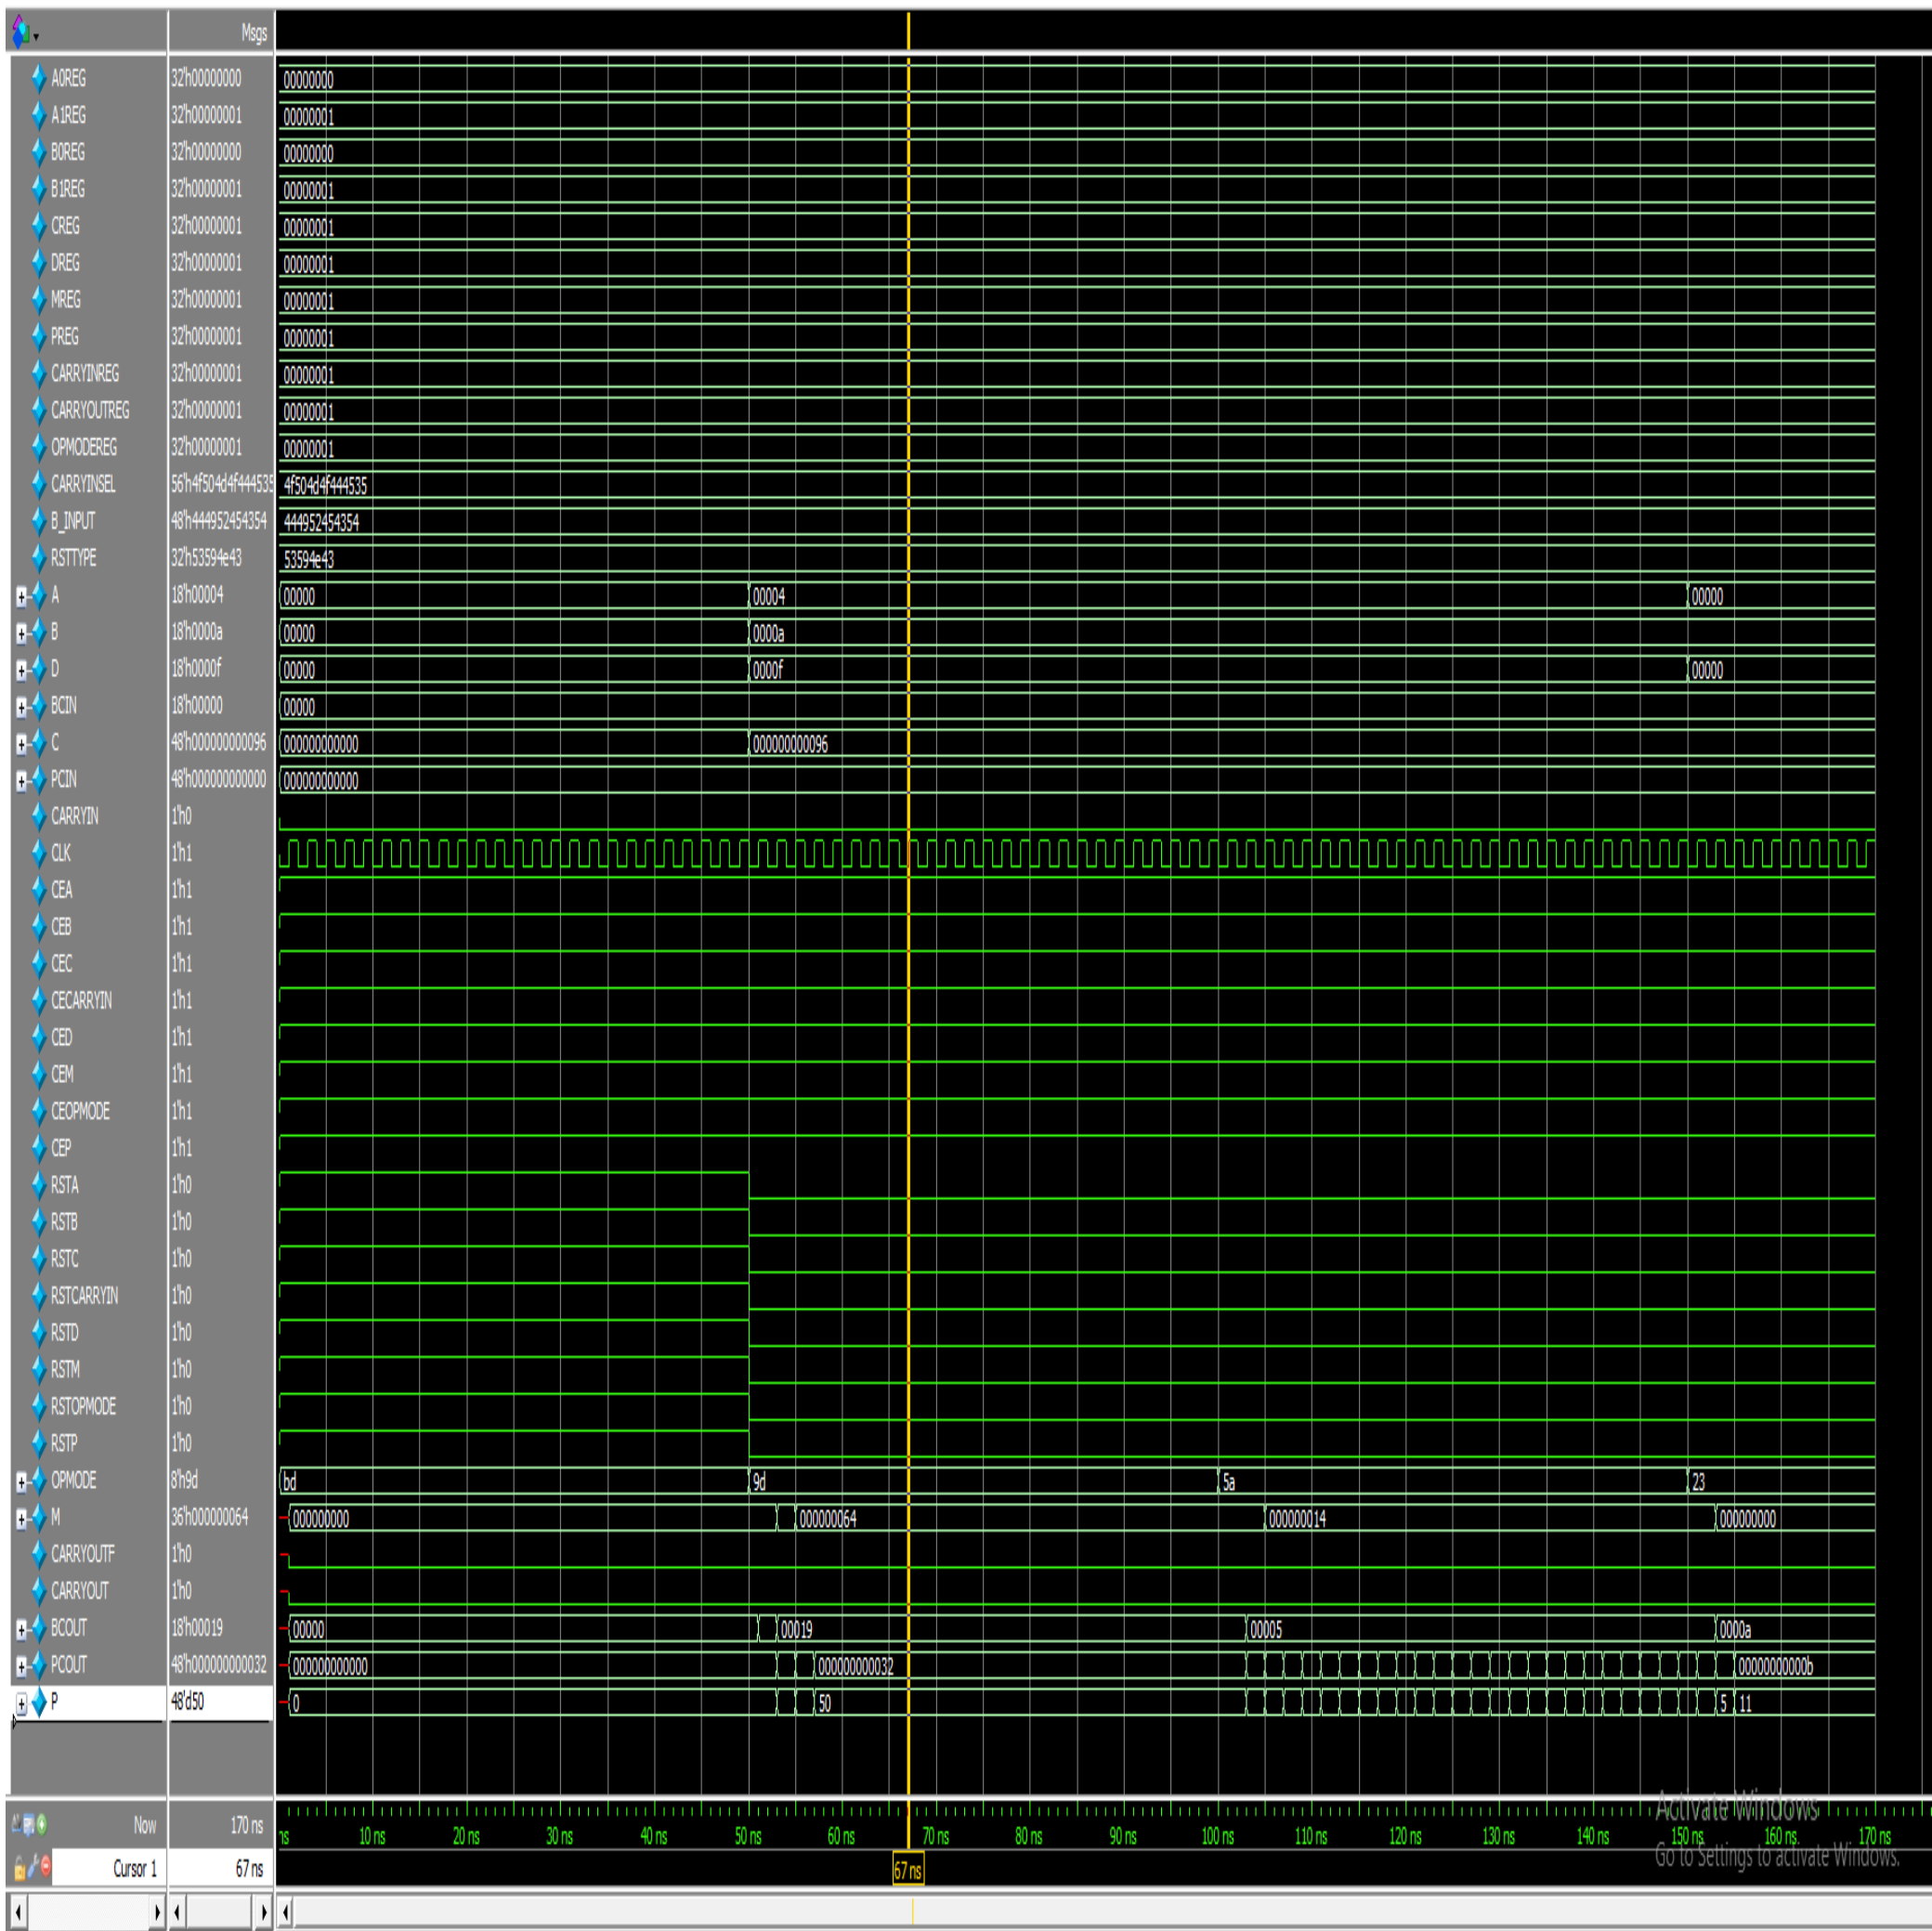 Msgs
A0REG 32'h00000000 00000000
A1REG 32'h00000001 00000001
B0REG 32'h00000000 00000000
B1REG 32'h00000001 00000001
CREG 32'h00000001 00000001
DREG 32'h00000001 00000001
MREG 32'h00000001 00000001
PREG 32'h00000001 00000001
CARRYINREG 32'h00000001 00000001
CARRYOUTREG 32'h00000001 00000001
OPMODEREG 32'h00000001 00000001
CARRYINSEL 56'h4f504d4f444535 4f504d4f444535
B_INPUT 48'h444952454354 444952454354
RSTTYPE 32'h53594e43 53594e43
A 18'h00004 00000 00004 00000
B 18'h0000a 00000 0000a
D 18'h0000f 00000 0000f 00000
BCIN 18'h00000 00000
C 48'h000000000096 000000000000 000000000096
PCIN 48'h000000000000 000000000000
CARRYIN 1'h0
CLK 1'h1
CEA 1'h1
CEB 1'h1
CEC 1'h1
CECARRYIN 1'h1
CED 1'h1
CEM 1'h1
CEOPMODE 1'h1
CEP 1'h1
RSTA 1'h0
RSTB 1'h0
RSTC 1'h0
RSTCARRYIN 1'h0
RSTD 1'h0
RSTM 1'h0
RSTOPMODE 1'h0
RSTP 1'h0
OPMODE 8'h9d bd 9d 5a 23
M 36'h000000064 000000000 000000064 000000014 000000000
CARRYOUTF 1'h0
CARRYOUT 1'h0
BCOUT 18'h00019 00000 00019 00005 0000a
PCOUT 48'h000000000032 000000000000 000000000032 00000000000b
P 48'd50 0 50 5 11
Activate Windows
Now 170 ns ns 10 ns 20 ns 30 ns 40 ns 50 ns 60 ns 70 ns 80 ns 90 ns 100 ns 110 ns 120 ns 130 ns 140 ns 150 ns 160 ns 170 ns
Go to Settings to activate Windows.
Cursor 1 67 ns 67 ns